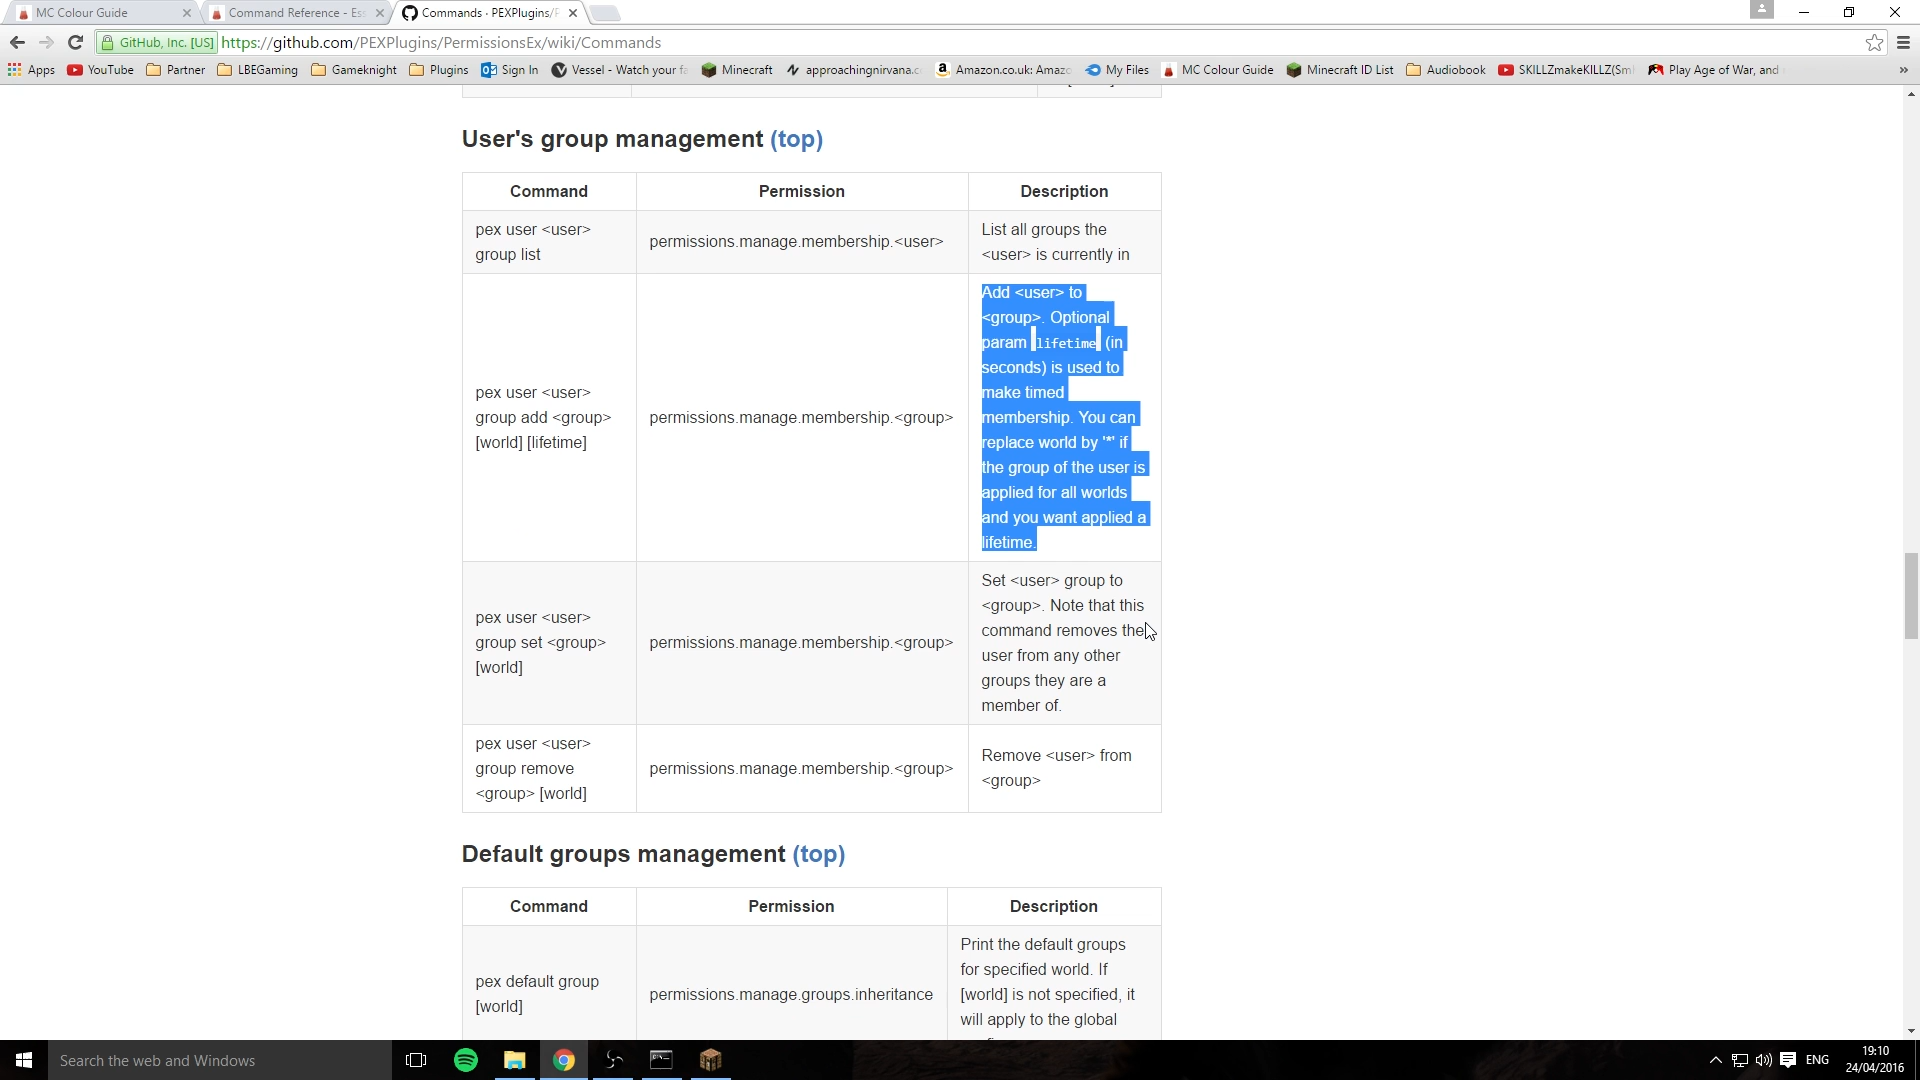 MC Colour Guide
Command Reference - Ess
Commands · PEXPlugins/P
GitHub, Inc. [US] https://github.com/PEXPlugins/PermissionsEx/wiki/Commands
Apps YouTube Partner LBEGaming Gameknight Plugins Sign In Vessel - Watch your fa Minecraft approachingnirvana.c Amazon.co.uk: Amazo My Files MC Colour Guide Minecraft ID List Audiobook SKILLZmakeKILLZ(Sm Play Age of War, and »
User's group management (top)
Command Permission Description
pex user <user>
group list
permissions.manage.membership.<user>
List all groups the
<user> is currently in
pex user <user>
group add <group>
[world] [lifetime]
permissions.manage.membership.<group>
Add <user> to
<group>. Optional
param lifetime (in
seconds) is used to
make timed
membership. You can
replace world by '*' if
the group of the user is
applied for all worlds
and you want applied a
lifetime.
pex user <user>
group set <group>
[world]
permissions.manage.membership.<group>
Set <user> group to
<group>. Note that this
command removes the
user from any other
groups they are a
member of.
pex user <user>
group remove
<group> [world]
permissions.manage.membership.<group>
Remove <user> from
<group>
Default groups management (top)
Command Permission Description
pex default group
[world]
permissions.manage.groups.inheritance
Print the default groups
for specified world. If
[world] is not specified, it
will apply to the global
Search the web and Windows
ENG
19:10
24/04/2016